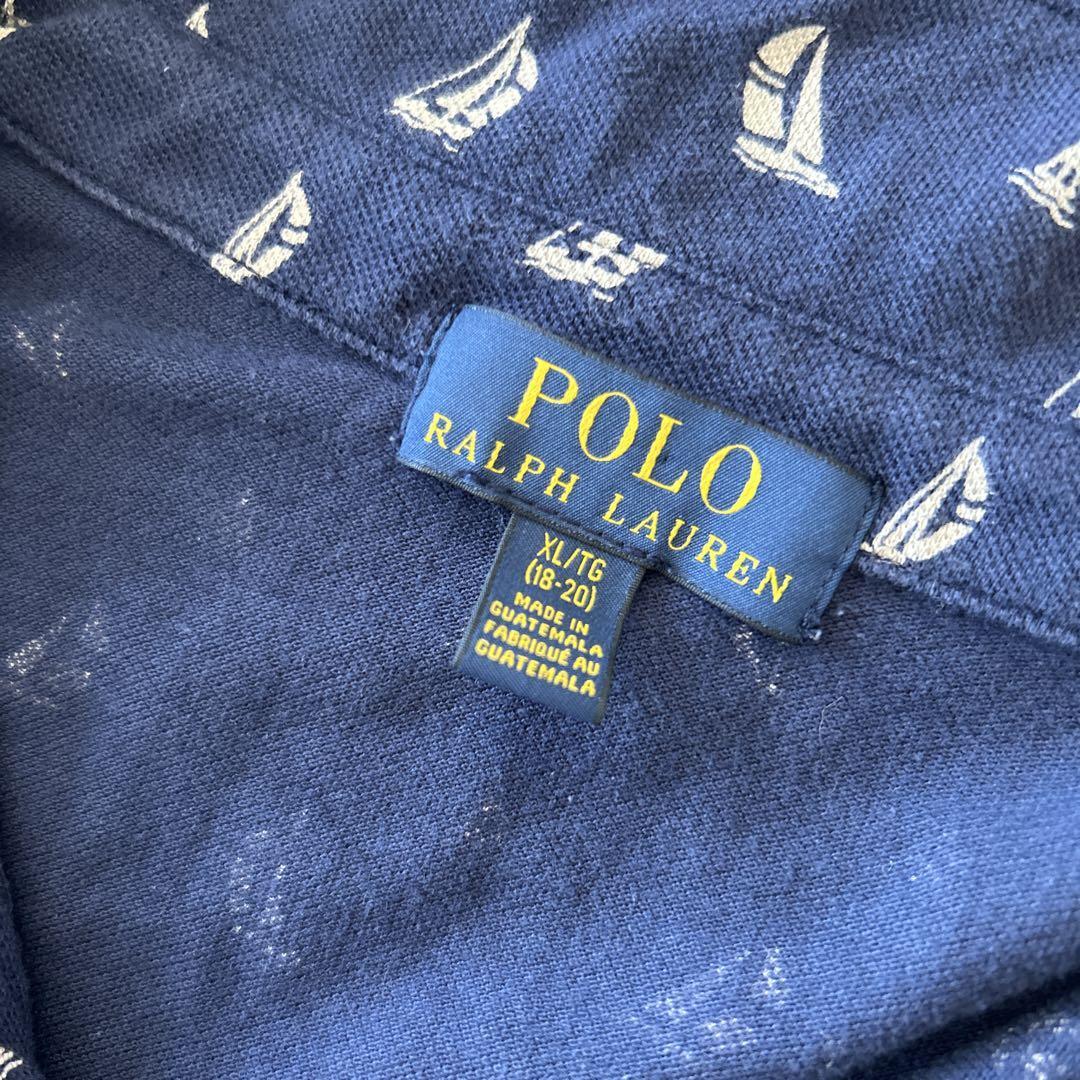 POLO
RALPH LAUREN
XL/TG
(18-20)
MADE IN
GUATEMALA
FABRIQUÉ AU
GUATEMALA